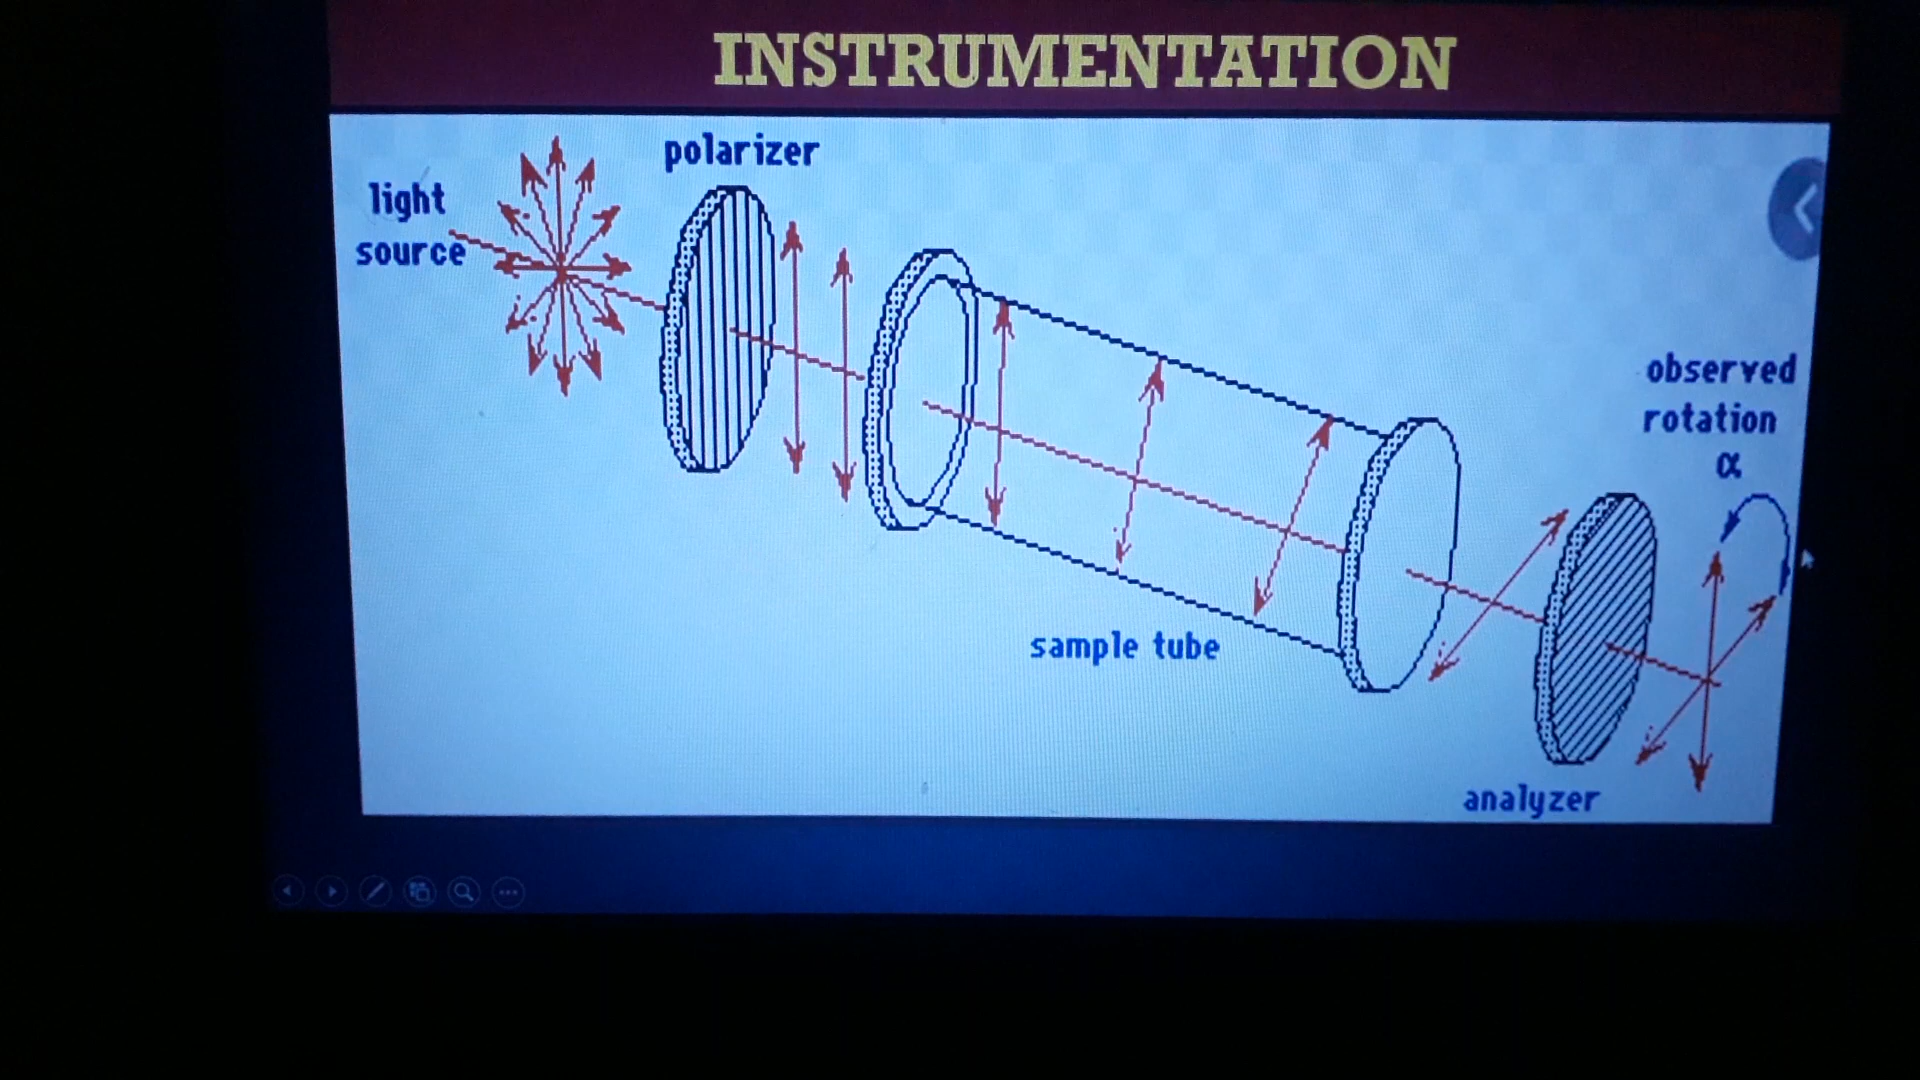 INSTRUMENTATION
polarizer
light
source
observed
rotation
α
sample tube
analyzer